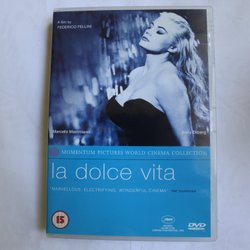 A film by
FEDERICO FELLINI
Marcello Mastroianni
Anita Ekberg
MOMENTUM PICTURES WORLD CINEMA COLLECTION
la dolce vita
"MARVELLOUS, ELECTRIFYING, WONDERFUL CINEMA"
15
DVD